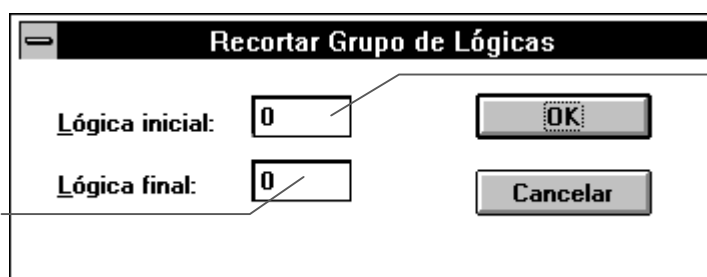 Recortar Grupo de Lógicas
Lógica inicial: 0 OK
Lógica final: 0 Cancelar